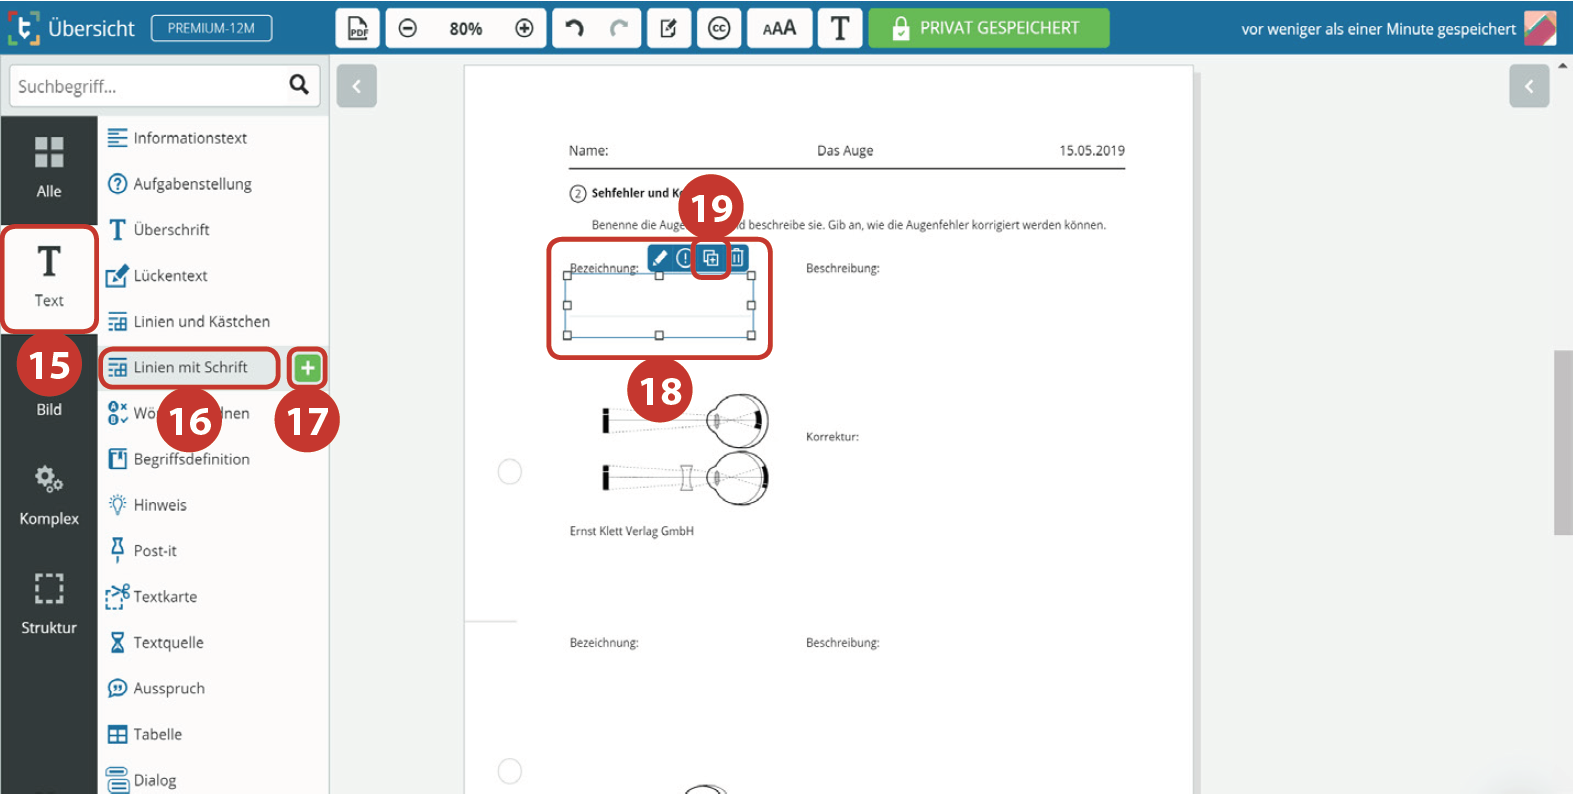 Übersicht PREMIUM-12M PDF 80% cc AAA T PRIVAT GESPEICHERT vor weniger als einer Minute gespeichert
Suchbegriff...
Alle
Text
Bild
Komplex
Struktur
Informationstext
Aufgabenstellung
Überschrift
Lückentext
Linien und Kästchen
Linien mit Schrift
Wö nen
Begriffsdefinition
Hinweis
Post-it
Textkarte
Textquelle
Ausspruch
Tabelle
Dialog
15
16
17
18
19
Name: Das Auge 15.05.2019
2 Sehfehler und K
Benenne die Auge d beschreibe sie. Gib an, wie die Augenfehler korrigiert werden können.
Bezeichnung: Beschreibung:
Korrektur:
Ernst Klett Verlag GmbH
Bezeichnung: Beschreibung: